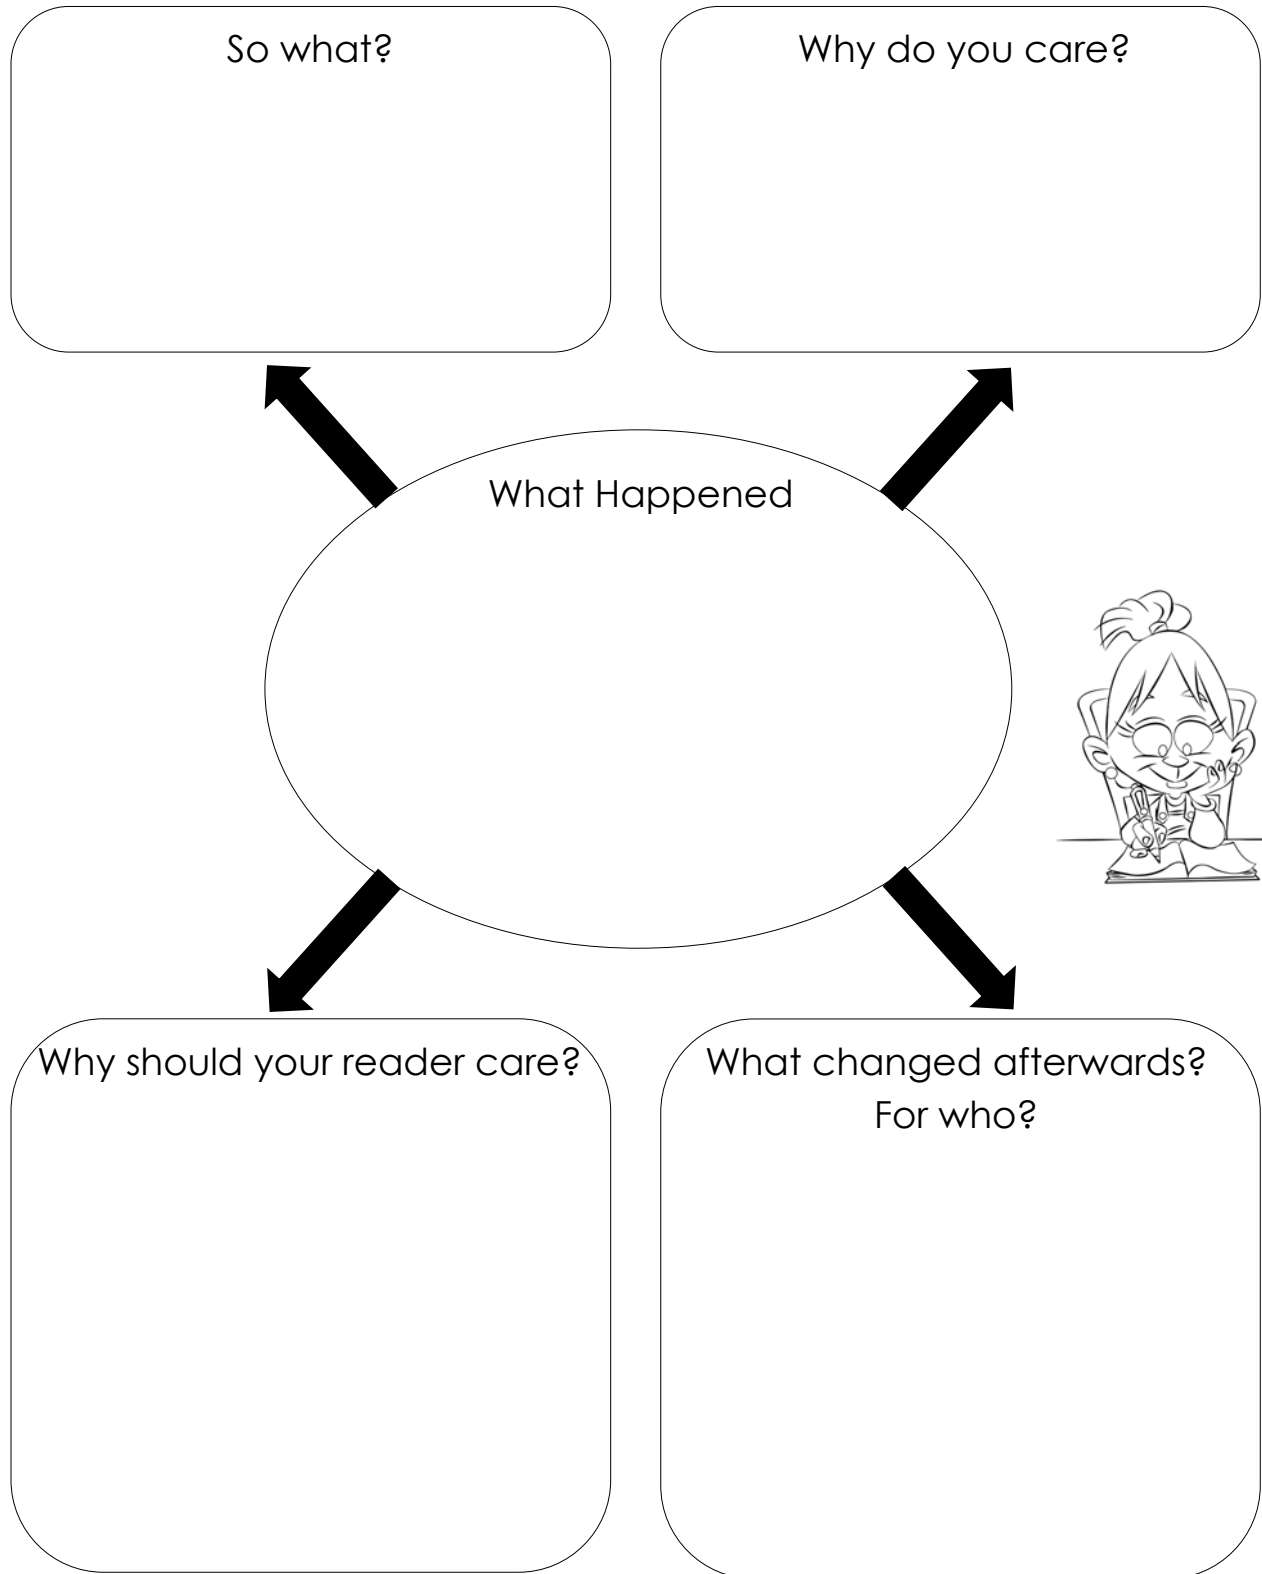 So what?
Why do you care?
What Happened
Why should your reader care?
What changed afterwards?
For who?